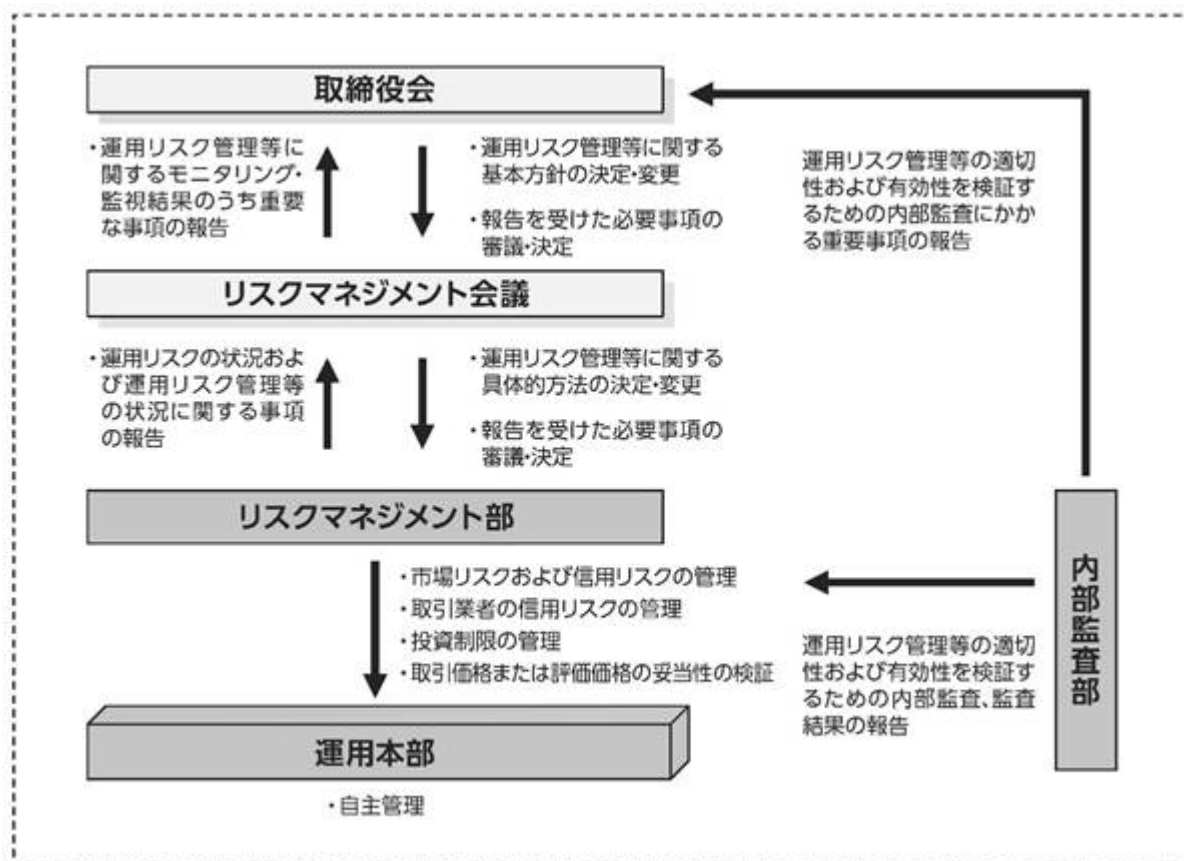 取締役会
・運用リスク管理等に
関するモニタリング・
監視結果のうち重要
な事項の報告
・運用リスク管理等に関する
基本方針の決定・変更
・報告を受けた必要事項の
審議・決定
運用リスク管理等の適切
性および有効性を検証す
るための内部監査にかか
る重要事項の報告
リスクマネジメント会議
・運用リスクの状況およ
び運用リスク管理等
の状況に関する事項
の報告
・運用リスク管理等に関する
具体的方法の決定・変更
・報告を受けた必要事項の
審議・決定
リスクマネジメント部
・市場リスクおよび信用リスクの管理
・取引業者の信用リスクの管理
・投資制限の管理
・取引価格または評価価格の妥当性の検証
運用リスク管理等の適切
性および有効性を検証す
るための内部監査、監査
結果の報告
内部監査部
運用本部
・自主管理